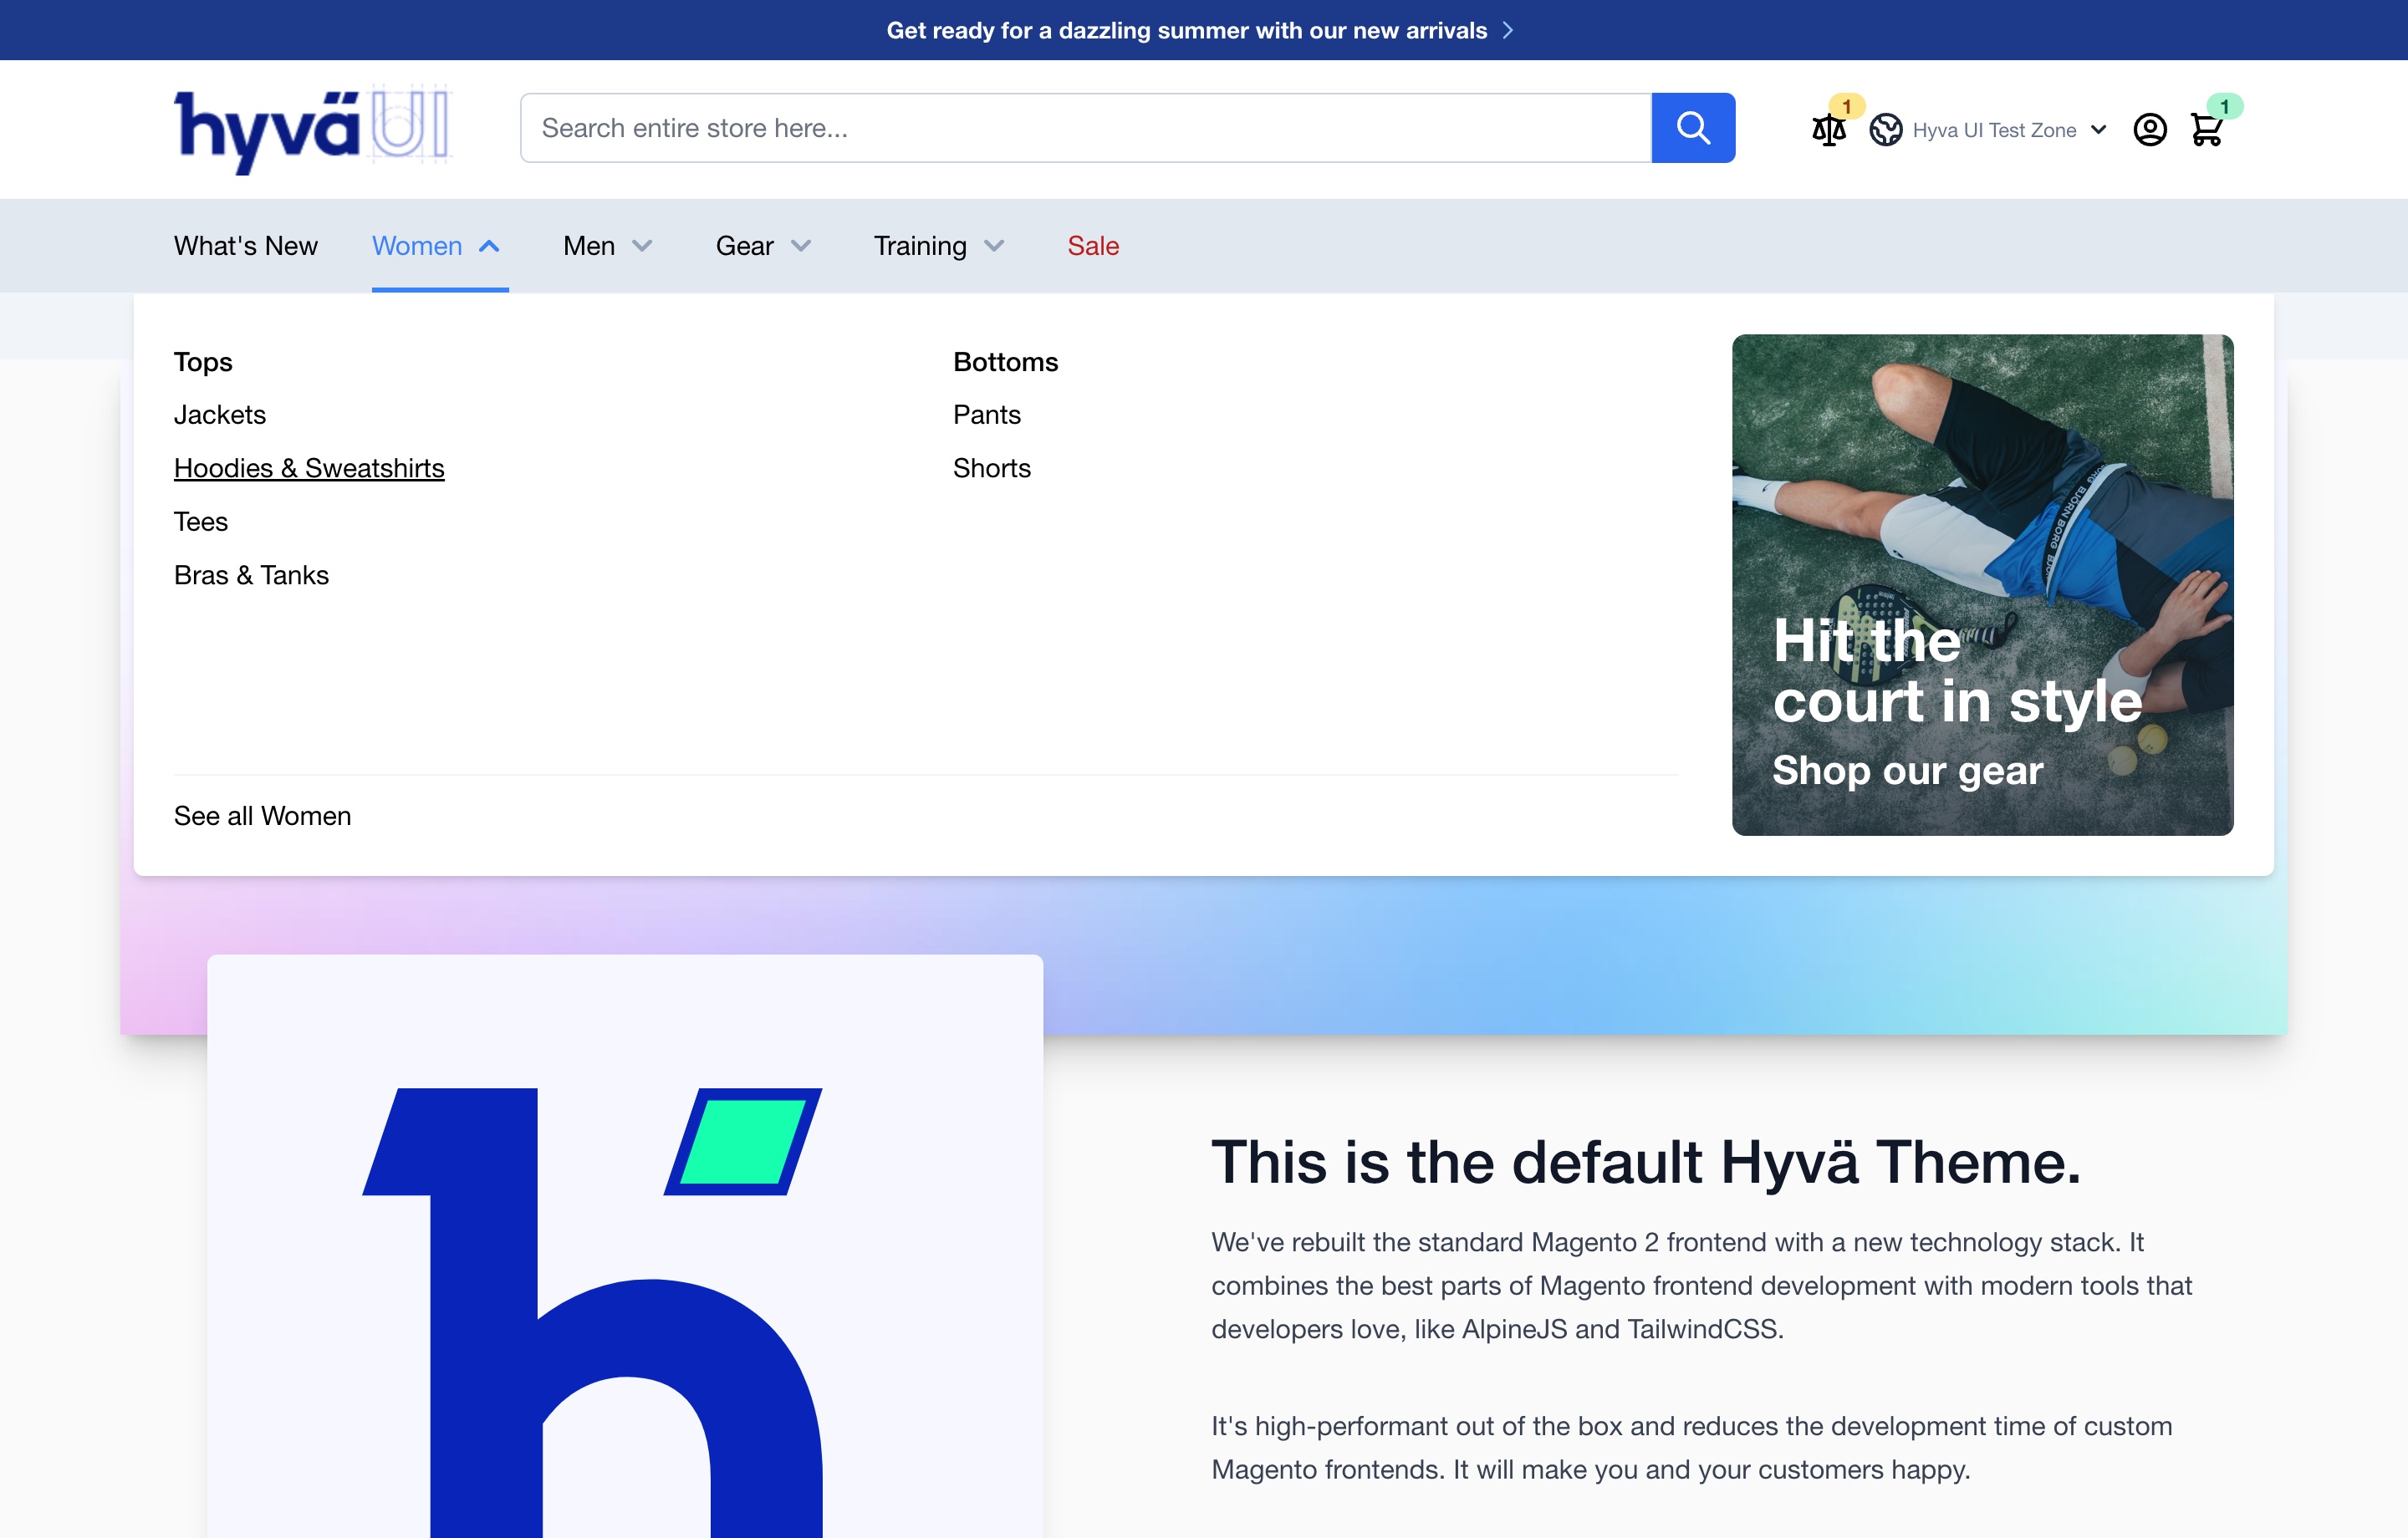 Get ready for a dazzling summer with our new arrivals
hyvä UI
Search entire store here...
1
Hyva UI Test Zone
1
What's New
Women
Men
Gear
Training
Sale
Tops
Jackets
Hoodies & Sweatshirts
Tees
Bras & Tanks
Bottoms
Pants
Shorts
See all Women
BJORN BORG
Hit the
court in style
Shop our gear
This is the default Hyvä Theme.
We've rebuilt the standard Magento 2 frontend with a new technology stack. It
combines the best parts of Magento frontend development with modern tools that
developers love, like AlpineJS and TailwindCSS.
It's high-performant out of the box and reduces the development time of custom
Magento frontends. It will make you and your customers happy.